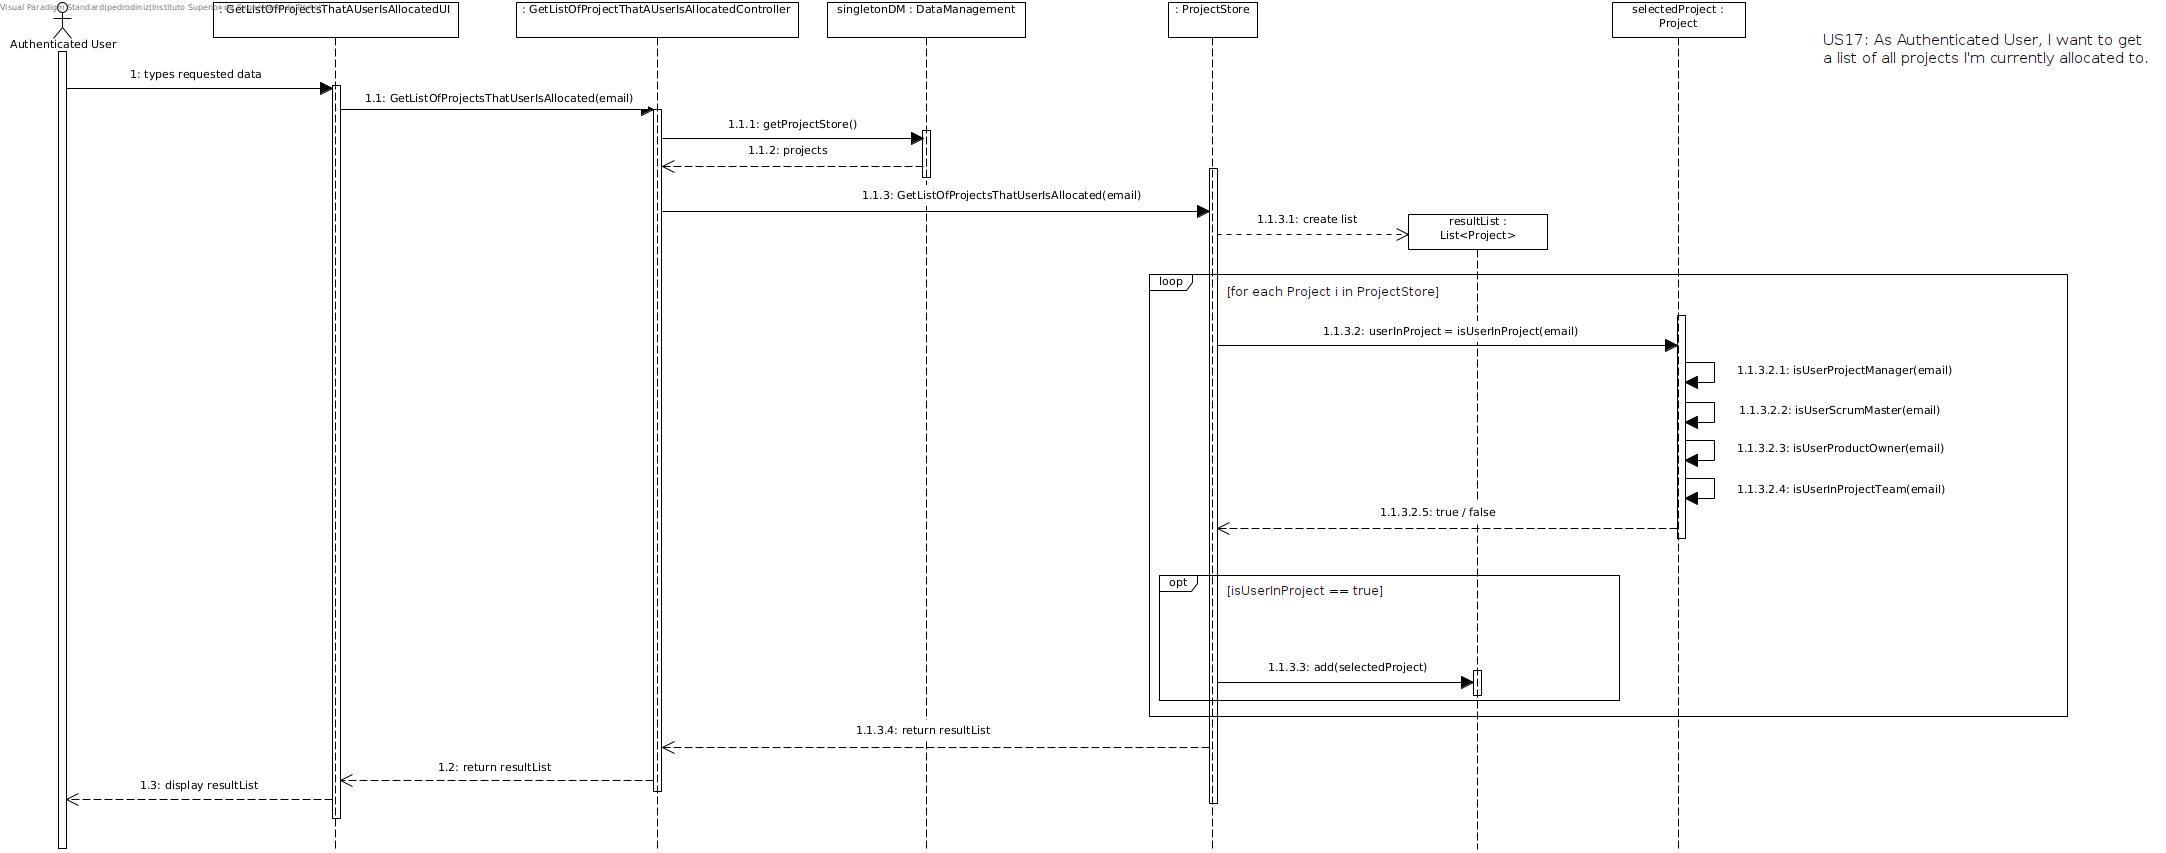 Visual Paradigm Standard(pedrodiniz(Instituto Superior
: GetListOfProjectsThatAUserIsAllocatedUI
: GetListOfProjectThatAUserIsAllocatedController
singletonDM : DataManagement
: ProjectStore
selectedProject :
Project
US17: As Authenticated User, I want to get
a list of all projects I'm currently allocated to.
Authenticated User
1: types requested data
1.1: GetListOfProjectsThatUserIsAllocated(email)
1.1.1: getProjectStore()
1.1.2: projects
1.1.3: GetListOfProjectsThatUserIsAllocated(email)
1.1.3.1: create list
resultList :
List<Project>
loop
[for each Project i in ProjectStore]
1.1.3.2: userInProject = isUserInProject(email)
1.1.3.2.1: isUserProjectManager(email)
1.1.3.2.2: isUserScrumMaster(email)
1.1.3.2.3: isUserProductOwner(email)
1.1.3.2.4: isUserInProjectTeam(email)
1.1.3.2.5: true / false
opt
[isUserInProject == true]
1.1.3.3: add(selectedProject)
1.1.3.4: return resultList
1.2: return resultList
1.3: display resultList